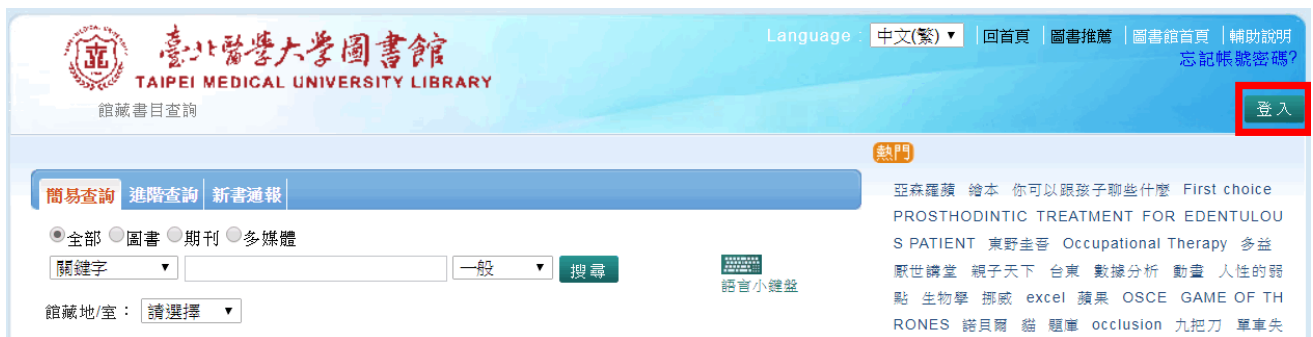 臺北醫學大學圖書館
TAIPEI MEDICAL UNIVERSITY LIBRARY
館藏書目查詢
Language : 中文(繁) 回首頁 圖書推薦 圖書館首頁 輔助說明
忘記帳號密碼?
登入
簡易查詢 進階查詢 新書通報
全部 圖書 期刊 多媒體
關鍵字 一般 搜尋
語言小鍵盤
館藏地/室： 請選擇
熱門
亞森羅蘋 繪本 你可以跟孩子聊些什麼 First choice
PROSTHODINTIC TREATMENT FOR EDENTULOU
S PATIENT 東野圭吾 Occupational Therapy 多益
厭世講堂 親子天下 台東 數據分析 動畫 人性的弱
點 生物學 挪威 excel 蘋果 OSCE GAME OF TH
RONES 諾貝爾 貓 題庫 occlusion 九把刀 單車失